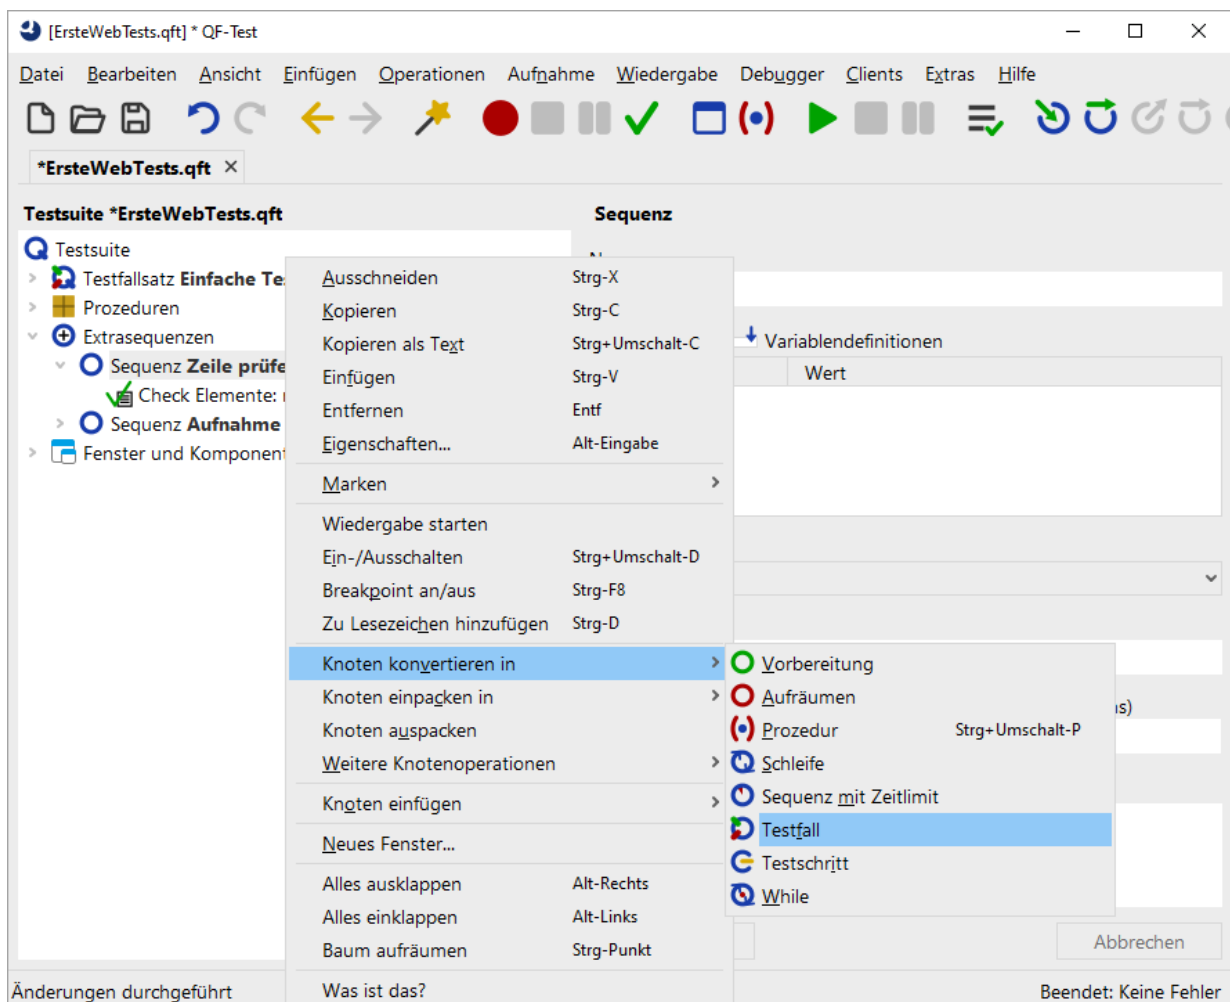 [ErsteWebTests.qft] * QF-Test
Datei Bearbeiten Ansicht Einfügen Operationen Aufnahme Wiedergabe Debugger Clients Extras Hilfe
*ErsteWebTests.qft
Testsuite *ErsteWebTests.qft
Sequenz
Testsuite
Testfallsatz Einfache Te
Prozeduren
Extrasequenzen
Sequenz Zeile prüfe
Check Elemente:
Sequenz Aufnahme
Fenster und Komponent
Variablendefinitionen
Wert
Ausschneiden Strg-X
Kopieren Strg-C
Kopieren als Text Strg+Umschalt-C
Einfügen Strg-V
Entfernen Entf
Eigenschaften... Alt-Eingabe
Marken
Wiedergabe starten
Ein-/Ausschalten Strg+Umschalt-D
Breakpoint an/aus Strg-F8
Zu Lesezeichen hinzufügen Strg-D
Knoten konvertieren in
Knoten einpacken in
Knoten auspacken
Weitere Knotenoperationen
Knoten einfügen
Neues Fenster...
Alles ausklappen Alt-Rechts
Alles einklappen Alt-Links
Baum aufräumen Strg-Punkt
Was ist das?
Vorbereitung
Aufräumen
Prozedur Strg+Umschalt-P
Schleife
Sequenz mit Zeitlimit
Testfall
Testschritt
While
Abbrechen
Änderungen durchgeführt
Beendet: Keine Fehler